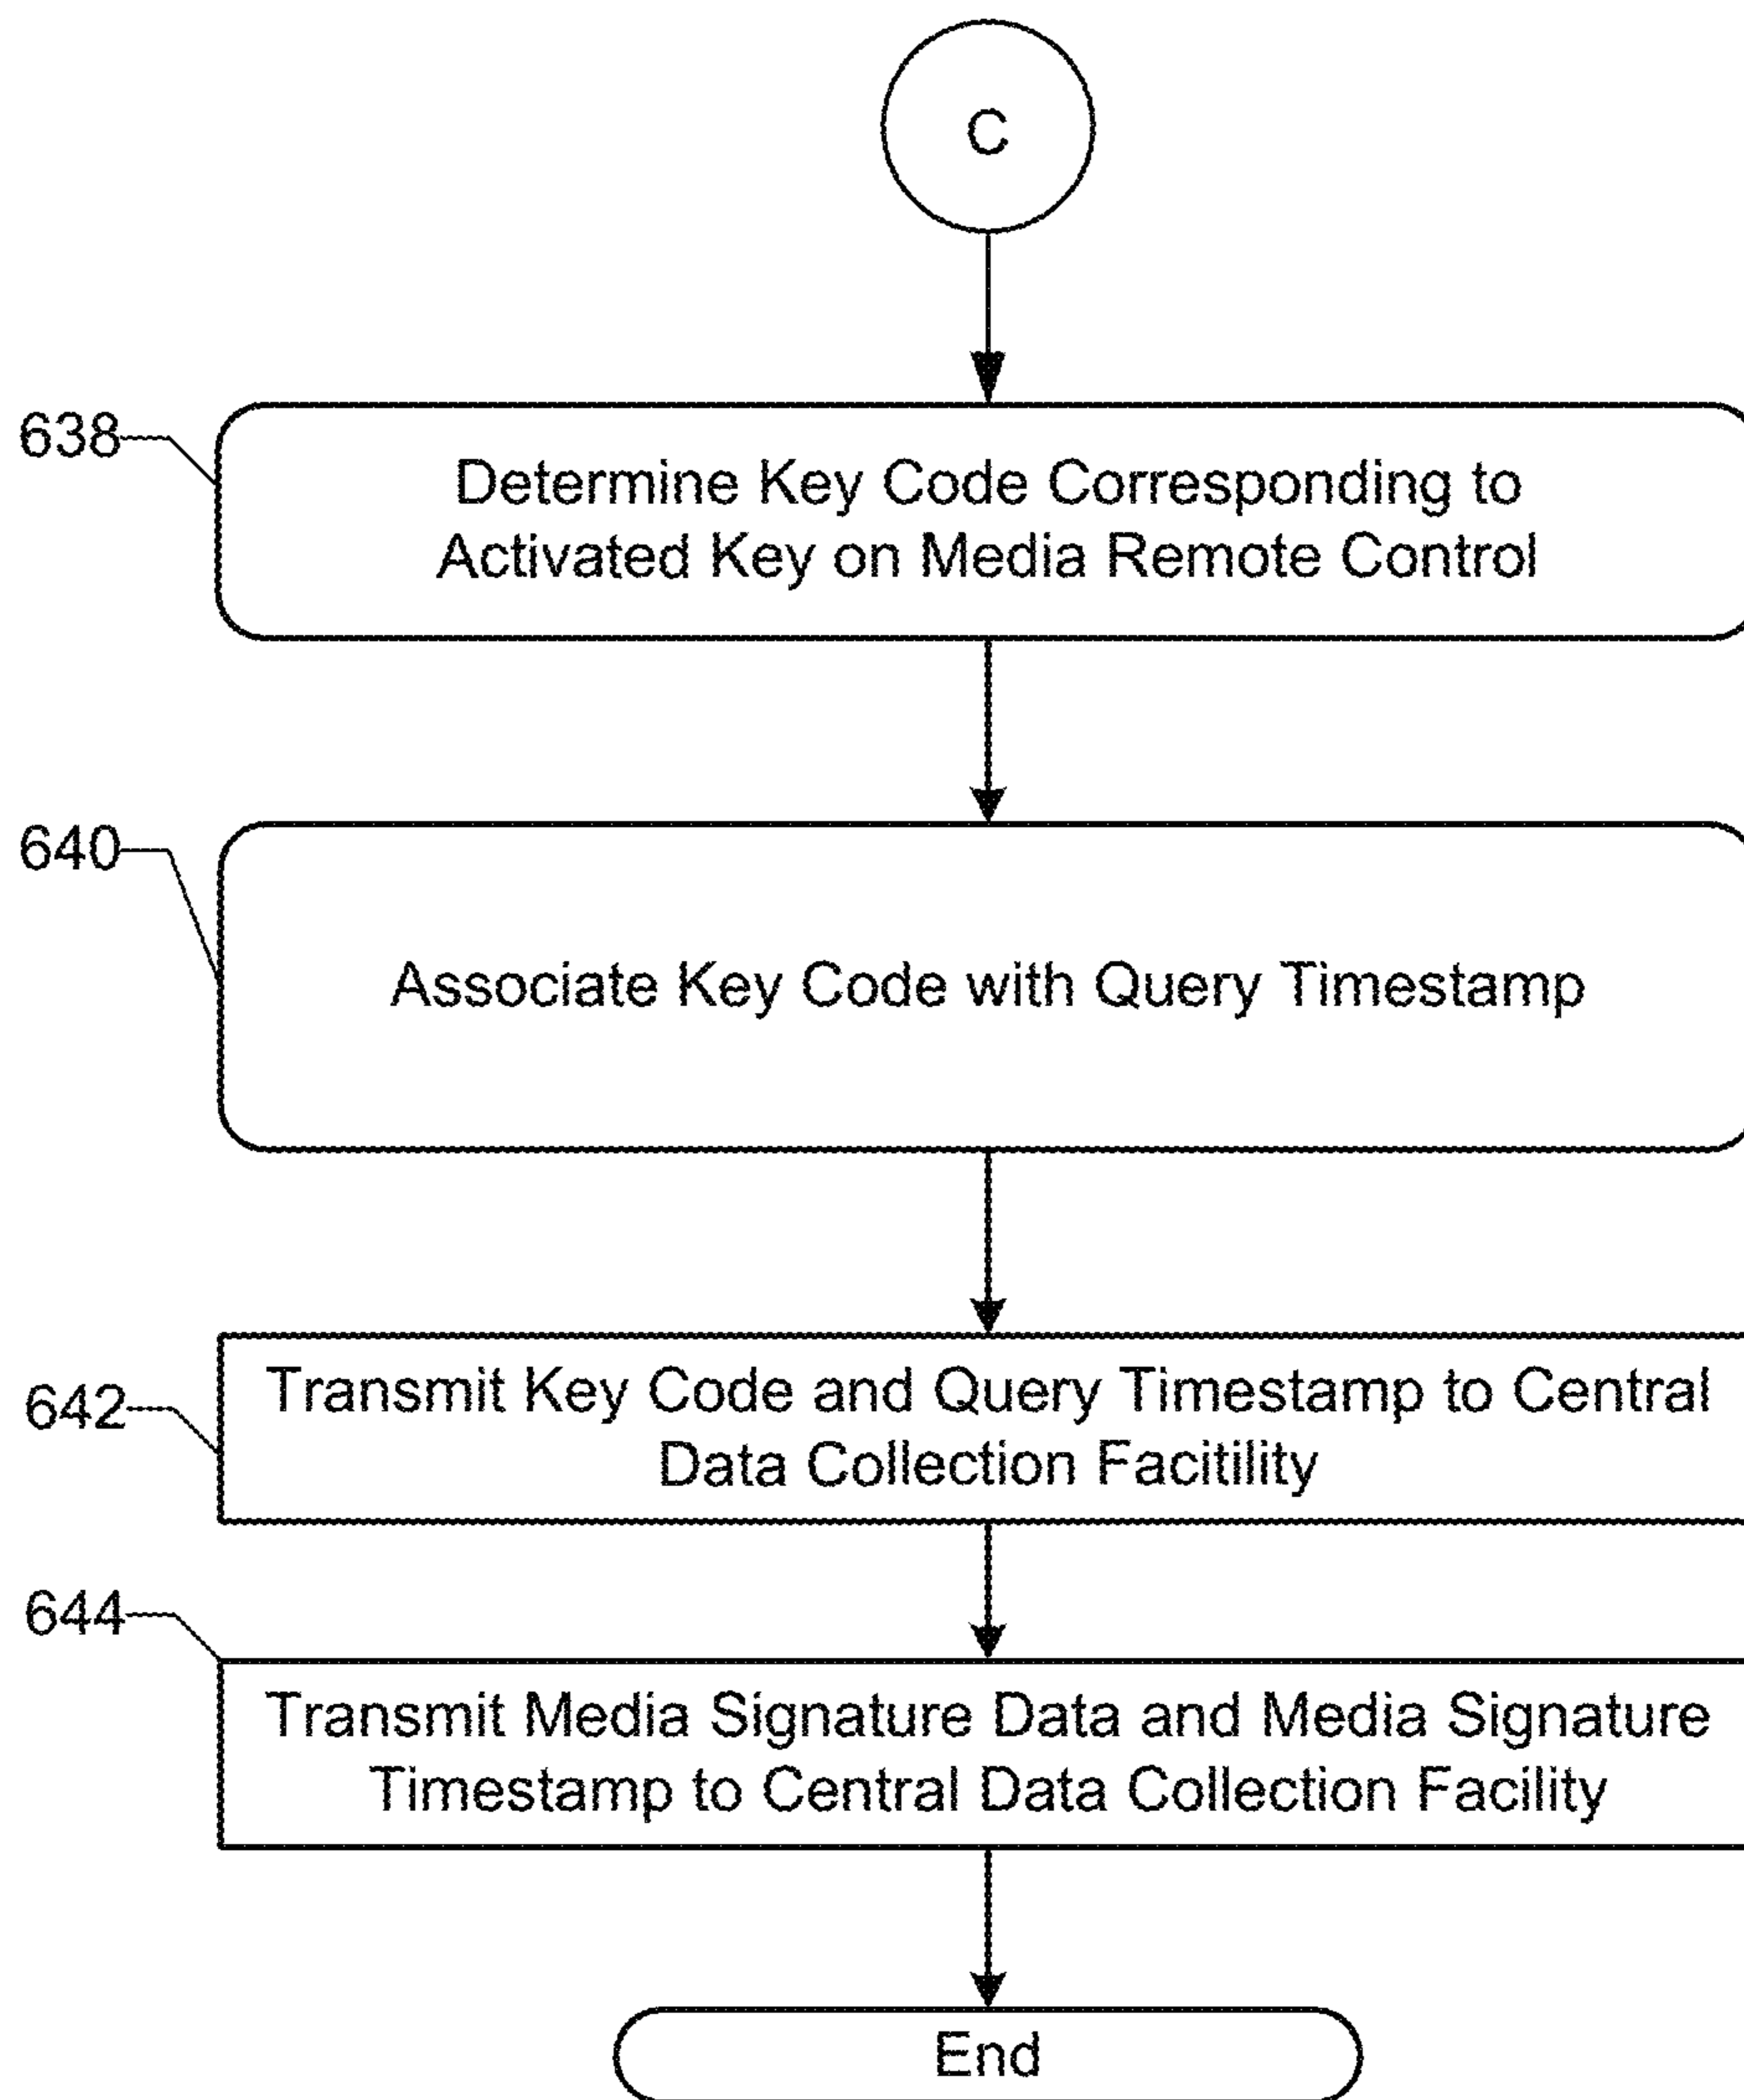 C
638
Determine Key Code Corresponding to
Activated Key on Media Remote Control
640
Associate Key Code with Query Timestamp
642
Transmit Key Code and Query Timestamp to Central
Data Collection Facitility
644
Transmit Media Signature Data and Media Signature
Timestamp to Central Data Collection Facility
End